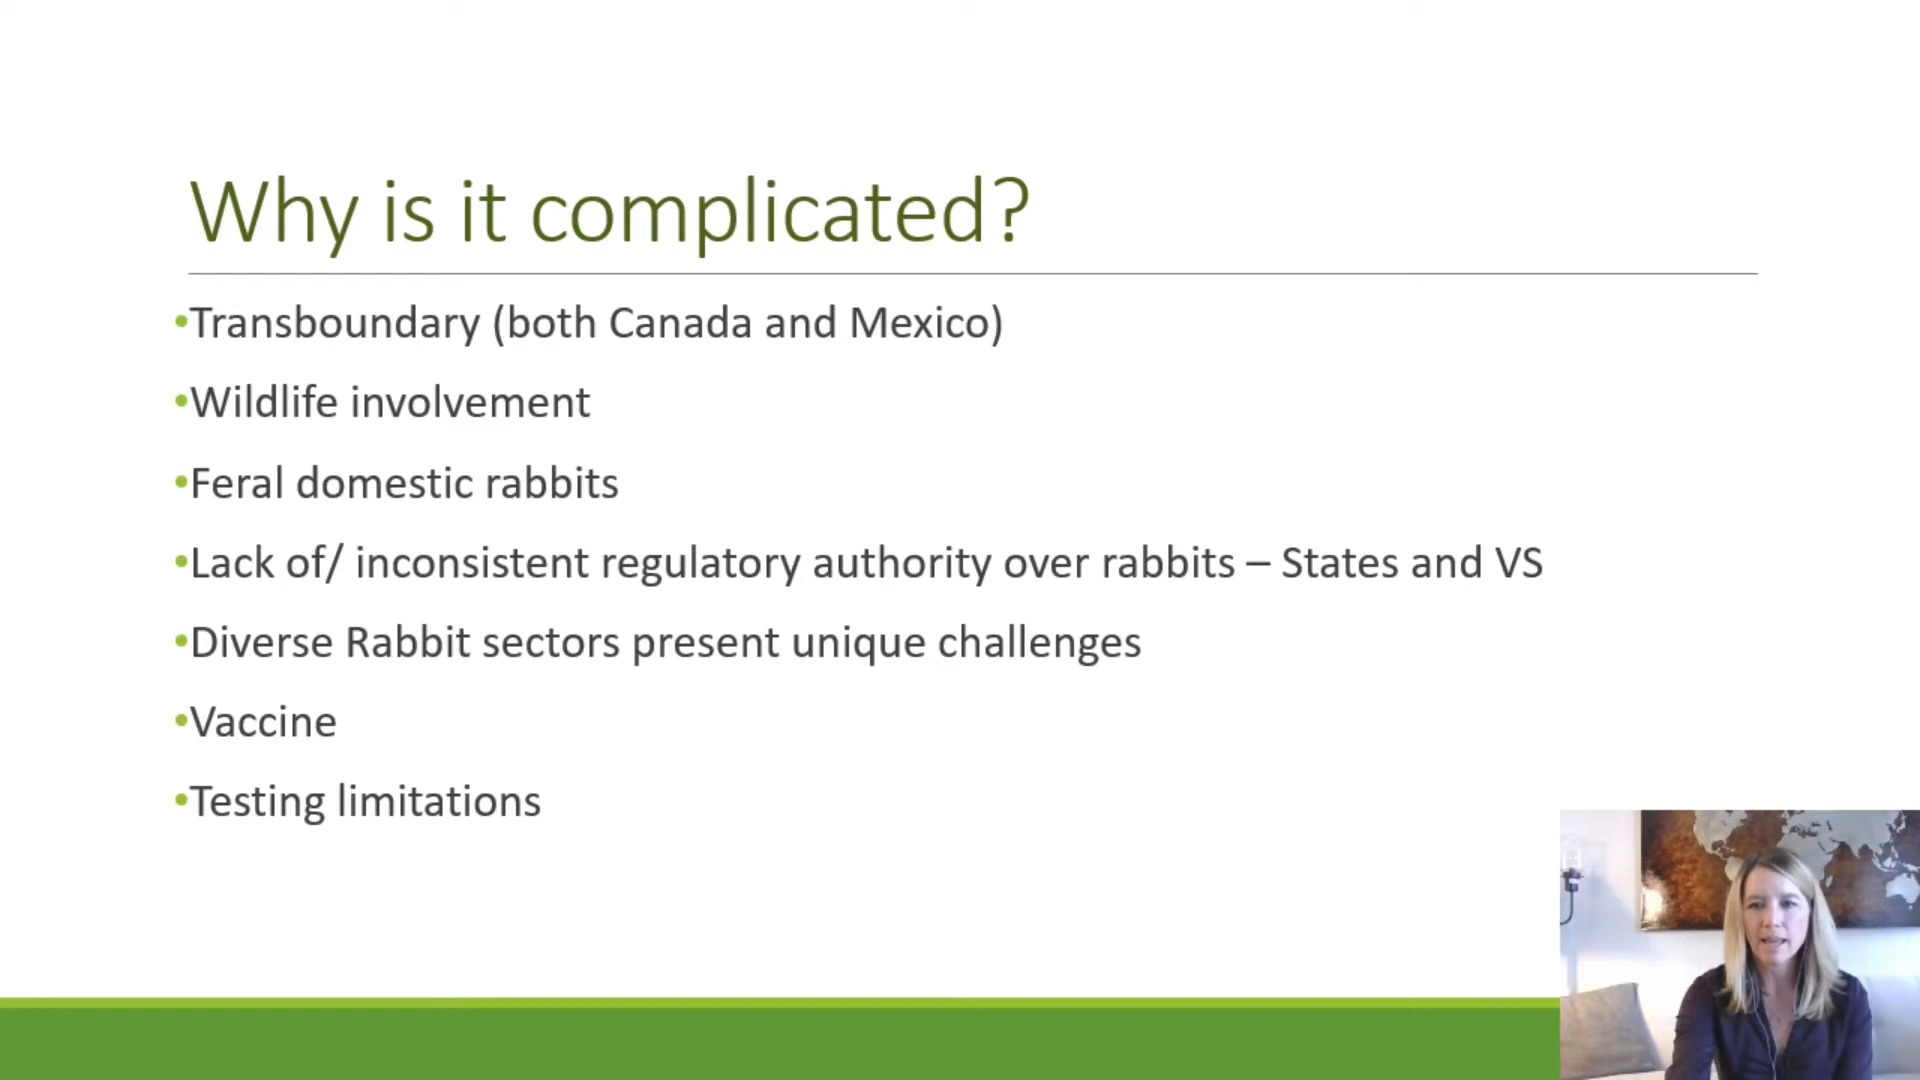 Why is it complicated?
•Transboundary (both Canada and Mexico)
•Wildlife involvement
•Feral domestic rabbits
•Lack of/ inconsistent regulatory authority over rabbits – States and VS
•Diverse Rabbit sectors present unique challenges
•Vaccine
•Testing limitations